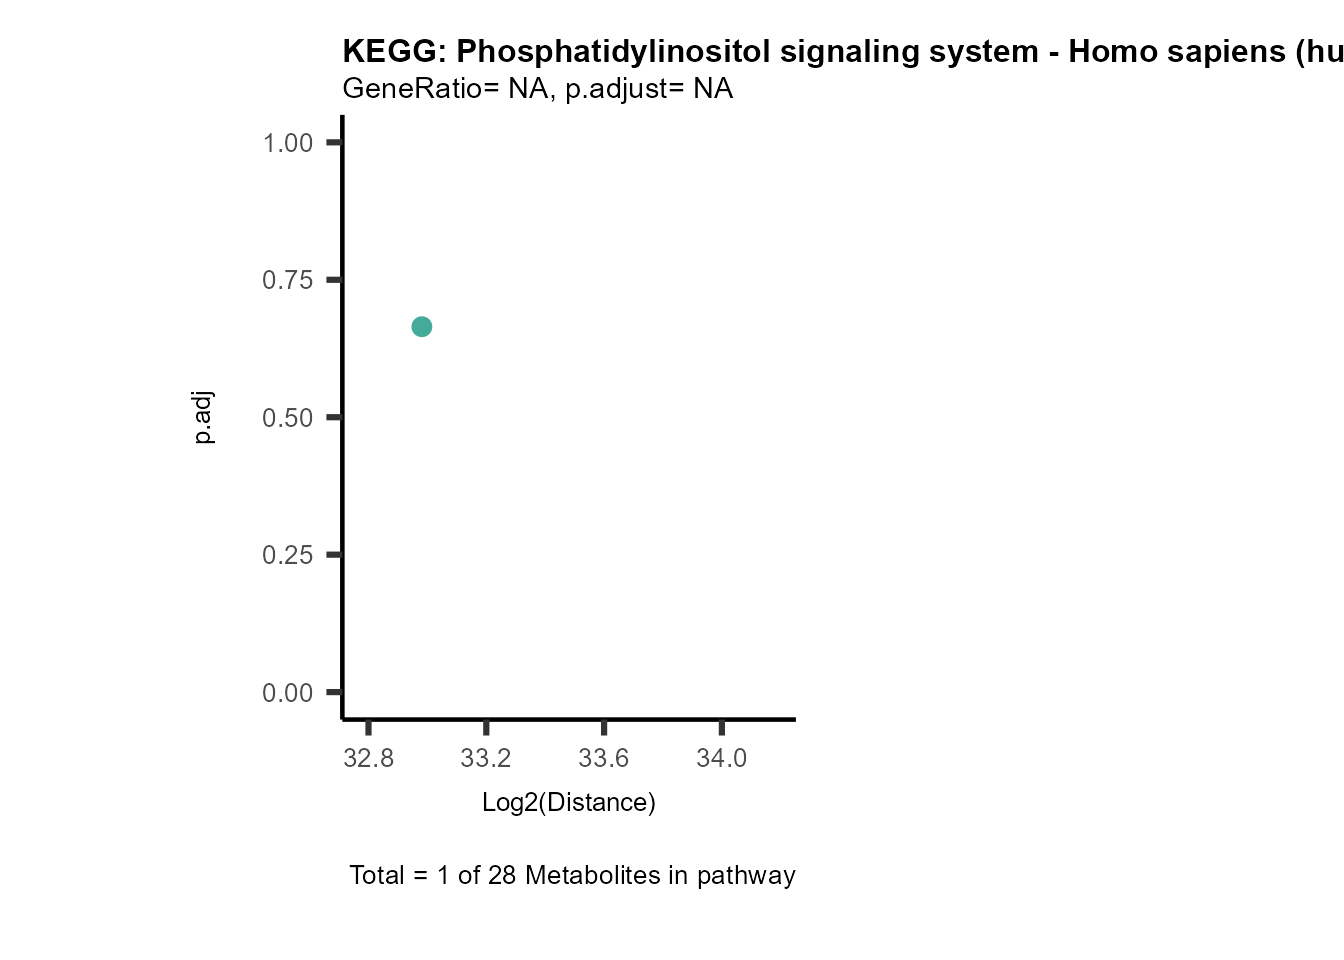 KEGG: Phosphatidylinositol signaling system - Homo sapiens (hu
GeneRatio= NA, p.adjust= NA
1.00
0.75
0.50
0.25
0.00
p.adj
32.8 33.2 33.6 34.0
Log2(Distance)
Total = 1 of 28 Metabolites in pathway